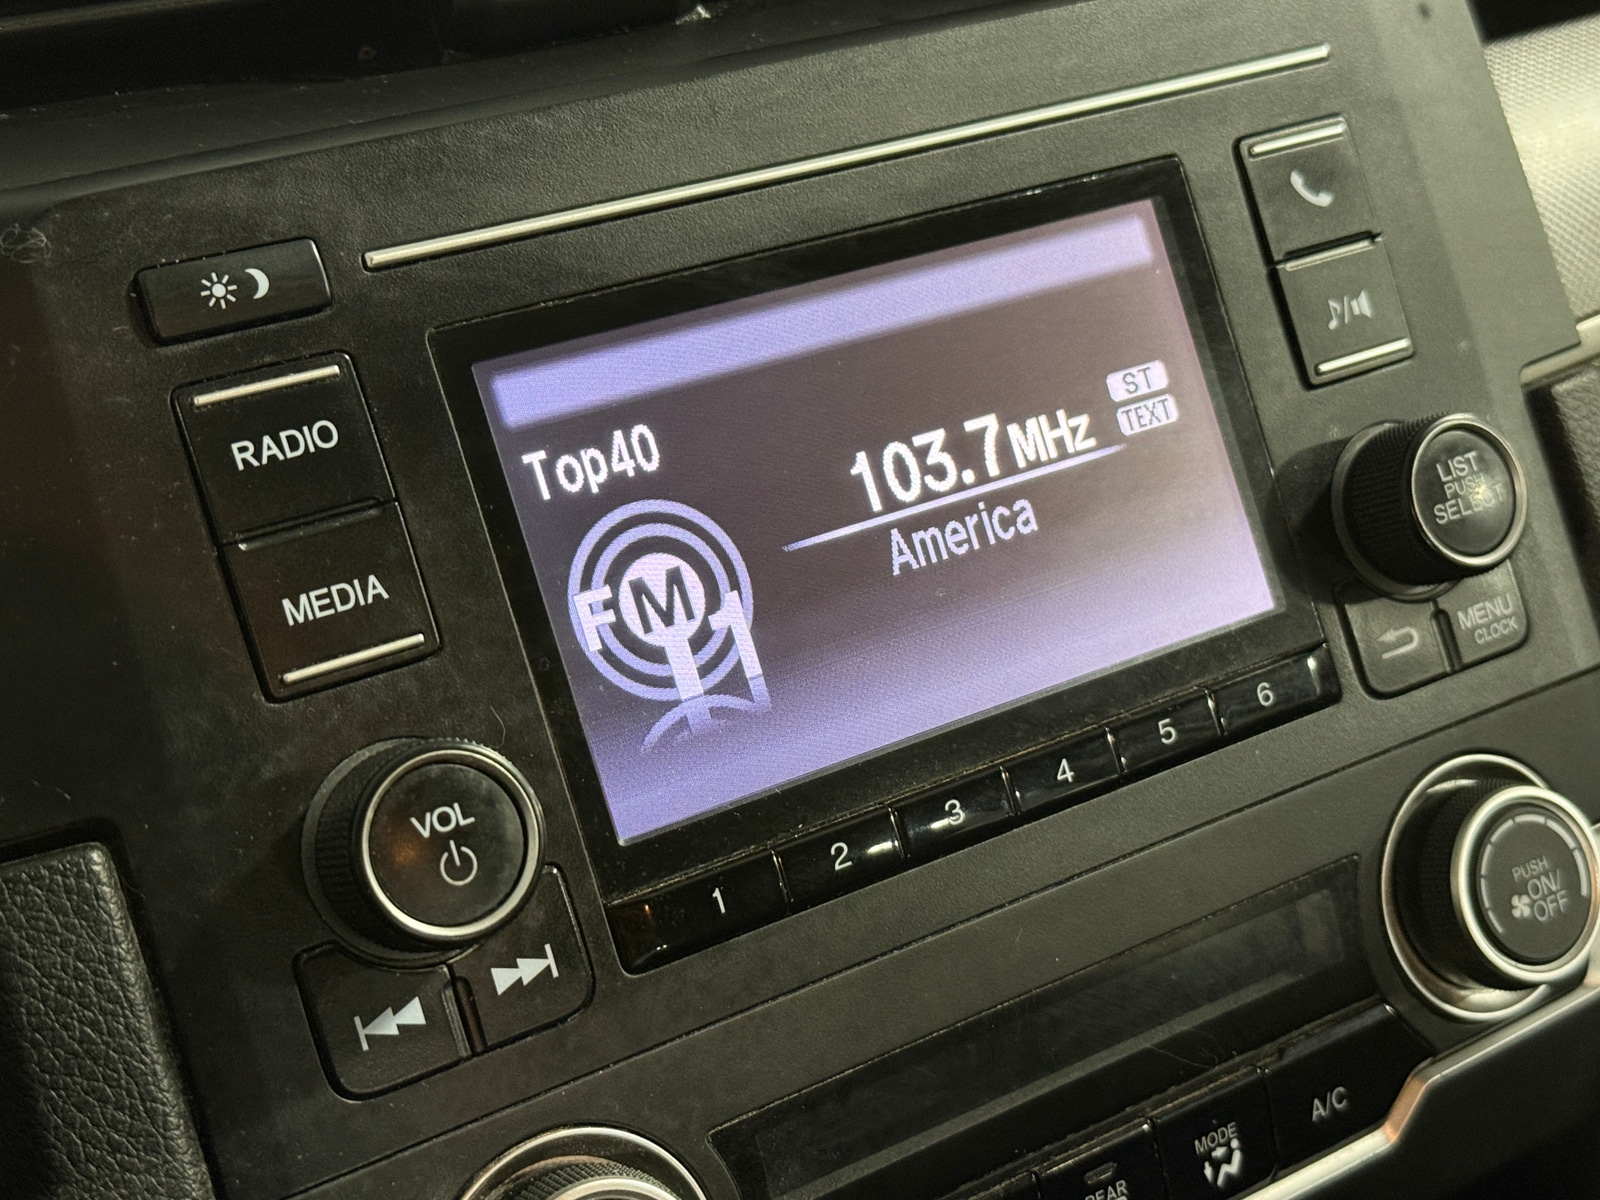 RADIO
MEDIA
VOL
Top40
103.7MHz
ST
TEXT
America
FM1
LIST
PUSH
SELECT
MENU
CLOCK
1 2 3 4 5 6
PUSH
ON/
OFF
A/C
MODE
REAR